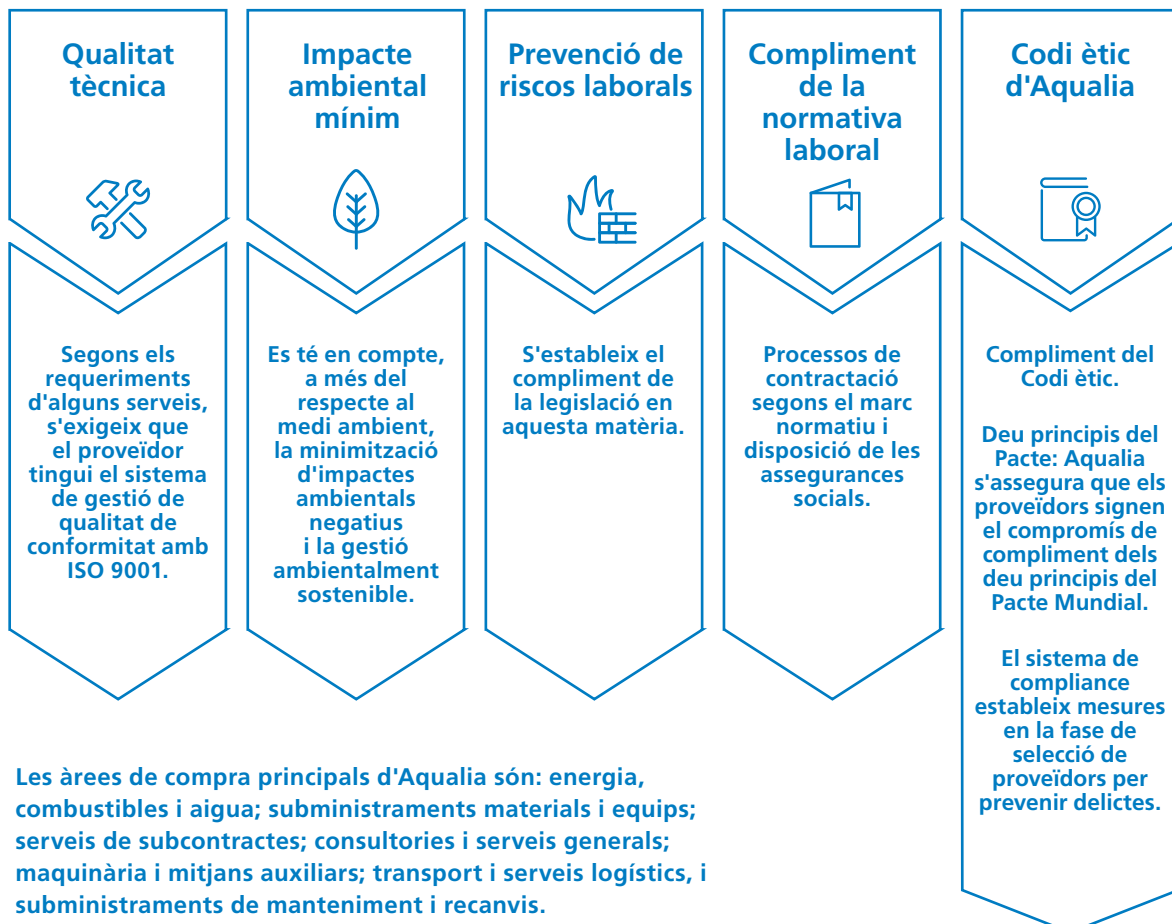 Qualitat
tècnica
Segons els
requeriments
d'alguns serveis,
s'exigeix que
el proveïdor
tingui el sistema
de gestió de
qualitat de
conformitat amb
ISO 9001.
Impacte
ambiental
mínim
Es té en compte,
a més del
respecte al
medi ambient,
la minimització
d'impactes
ambientals
negatius
i la gestió
ambientalment
sostenible.
Prevenció de
riscos laborals
S'estableix el
compliment de
la legislació en
aquesta matèria.
Compliment
de la
normativa
laboral
Processos de
contractació
segons el marc
normatiu i
disposició de les
assegurances
socials.
Codi ètic
d'Aqualia
Compliment del
Codi ètic.
Deu principis del
Pacte: Aqualia
s'assegura que els
proveïdors signen
el compromís de
compliment dels
deu principis del
Pacte Mundial.
El sistema de
compliance
estableix mesures
en la fase de
selecció de
proveïdors per
prevenir delictes.
Les àrees de compra principals d'Aqualia són: energia,
combustibles i aigua; subministraments materials i equips;
serveis de subcontractes; consultories i serveis generals;
maquinària i mitjans auxiliars; transport i serveis logístics, i
subministraments de manteniment i recanvis.